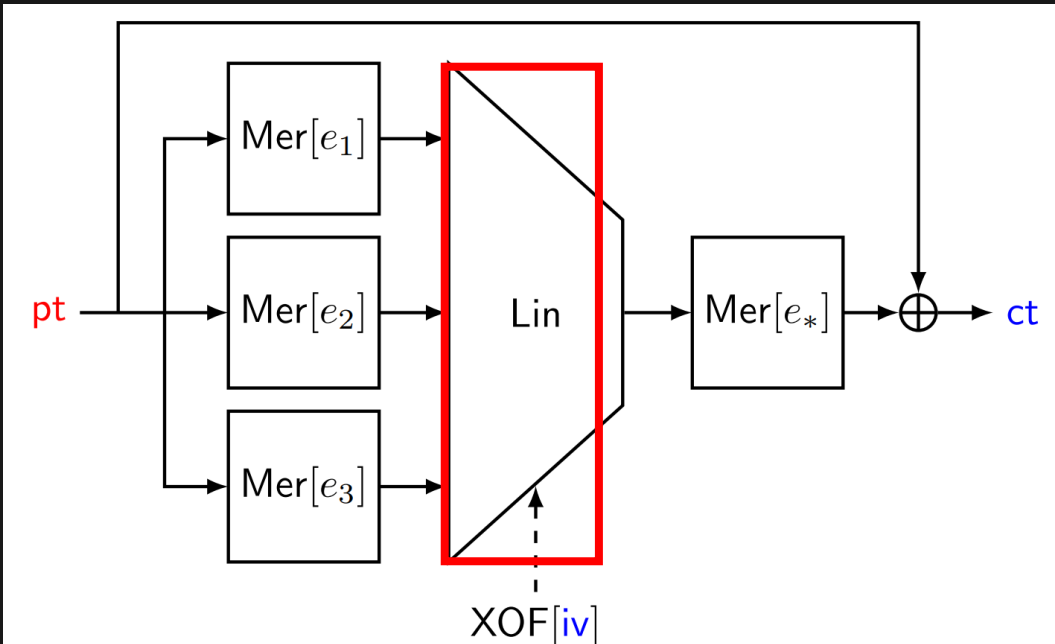 Mer[e₁]
pt
Mer[e₂]
Mer[e₃]
Lin
XOF[iv]
Mer[e∗]
ct